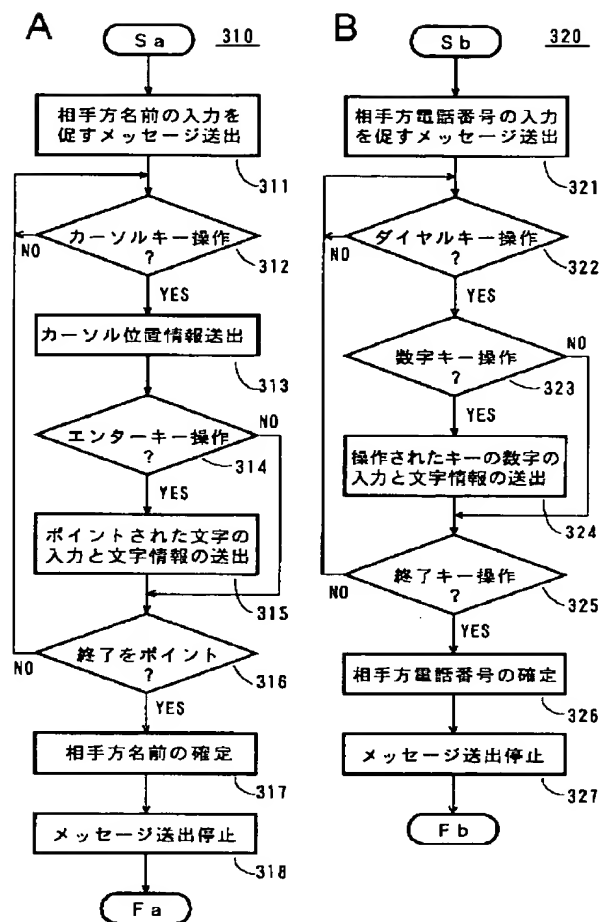 A
Sa
310
相手方名前の入力を
促すメッセージ送出
311
カーソルキー操作
?
312
NO
YES
カーソル位置情報送出
313
エンターキー操作
?
314
NO
YES
ポイントされた文字の
入力と文字情報の送出
315
終了をポイント
?
316
NO
YES
相手方名前の確定
317
メッセージ送出停止
318
Fa
B
Sb
320
相手方電話番号の入力
を促すメッセージ送出
321
ダイヤルキー操作
?
322
NO
YES
数字キー操作
?
323
NO
YES
操作されたキーの数字の
入力と文字情報の送出
324
終了キー操作
?
325
NO
YES
相手方電話番号の確定
326
メッセージ送出停止
327
Fb